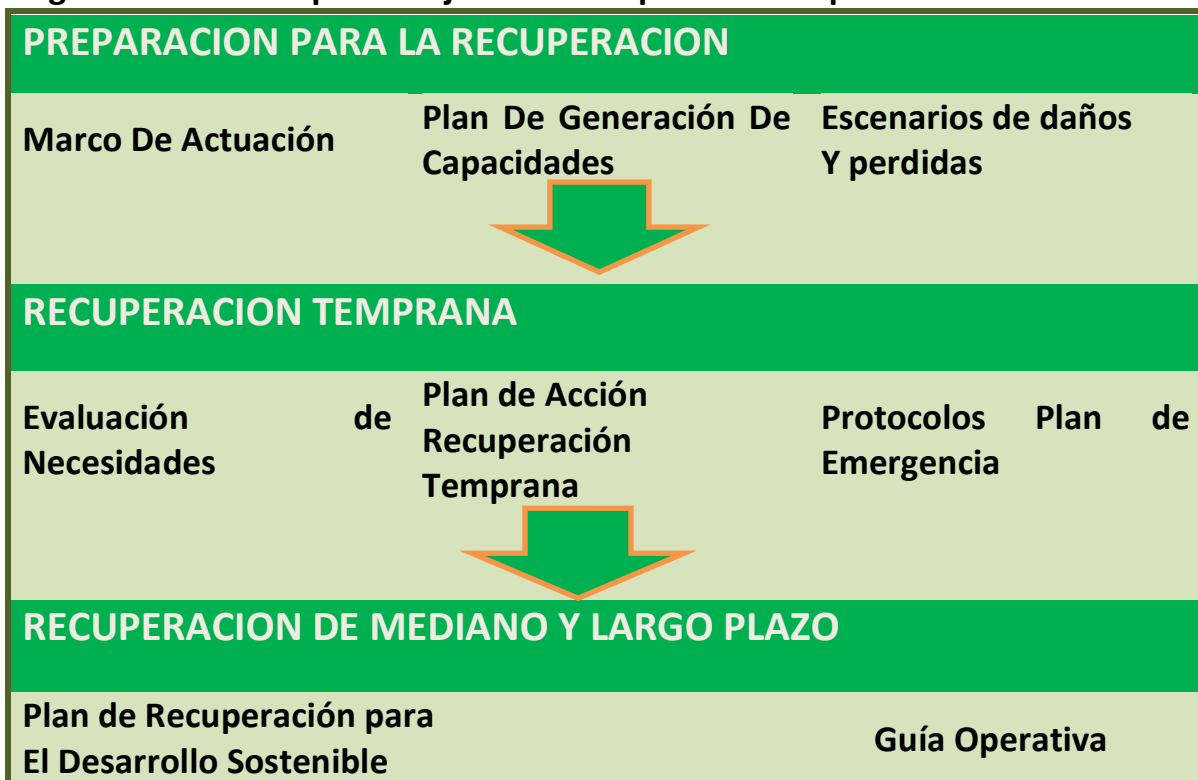 PREPARACION PARA LA RECUPERACION
Marco De Actuación
Plan De Generación De
Capacidades
Escenarios de daños
Y perdidas
RECUPERACION TEMPRANA
Evaluación de
Necesidades
Plan de Acción
Recuperación
Temprana
Protocolos Plan de
Emergencia
RECUPERACION DE MEDIANO Y LARGO PLAZO
Plan de Recuperación para
El Desarrollo Sostenible
Guía Operativa